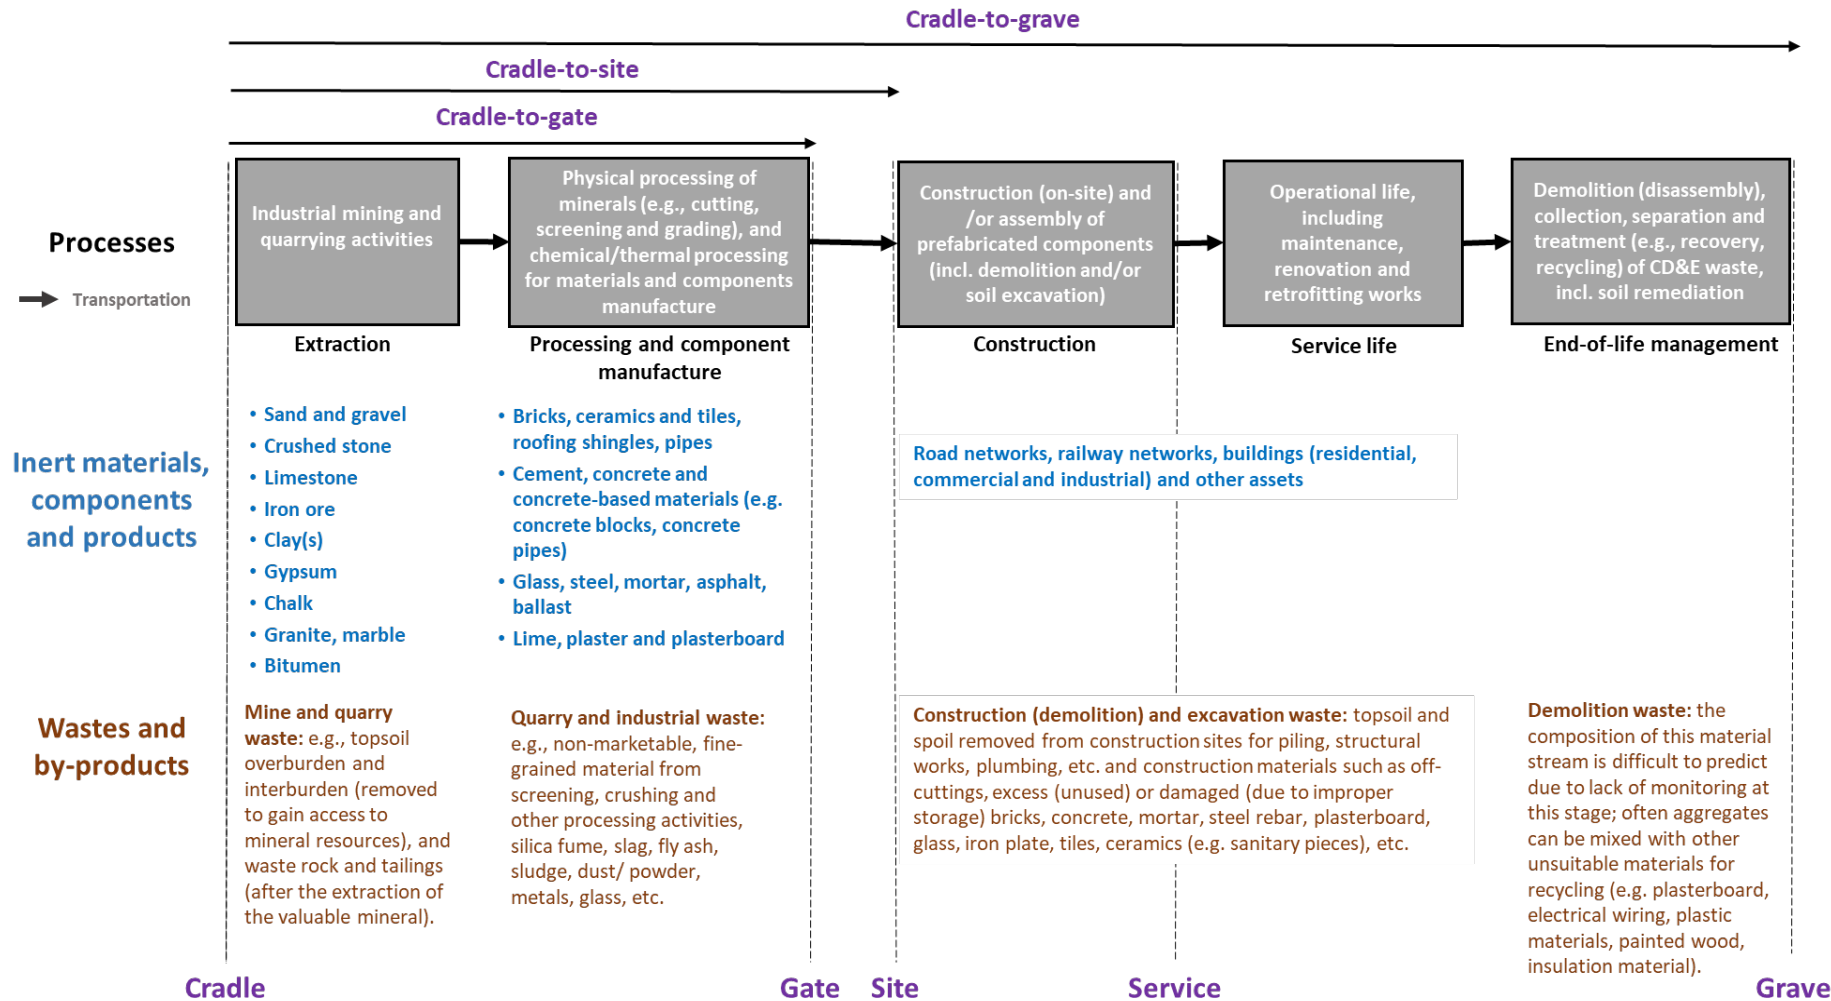 Cradle-to-grave
Cradle-to-site
Cradle-to-gate
Processes
Transportation
Industrial mining and
quarrying activities
Extraction
Physical processing of
minerals (e.g., cutting,
screening and grading), and
chemical/thermal processing
for materials and components
manufacture
Processing and component
manufacture
Construction (on-site) and
/or assembly of
prefabricated components
(incl. demolition and/or
soil excavation)
Construction
Operational life,
including
maintenance,
renovation and
retrofitting works
Service life
Demolition (disassembly),
collection, separation and
treatment (e.g., recovery,
recycling) of CD&E waste,
incl. soil remediation
End-of-life management
Inert materials,
components
and products
• Sand and gravel
• Crushed stone
• Limestone
• Iron ore
• Clay(s)
• Gypsum
• Chalk
• Granite, marble
• Bitumen
• Bricks, ceramics and tiles,
roofing shingles, pipes
• Cement, concrete and
concrete-based materials (e.g.
concrete blocks, concrete
pipes)
• Glass, steel, mortar, asphalt,
ballast
• Lime, plaster and plasterboard
Road networks, railway networks, buildings (residential,
commercial and industrial) and other assets
Wastes and
by-products
Mine and quarry
waste: e.g., topsoil
overburden and
interburden (removed
to gain access to
mineral resources), and
waste rock and tailings
(after the extraction of
the valuable mineral).
Quarry and industrial waste:
e.g., non-marketable, fine-
grained material from
screening, crushing and
other processing activities,
silica fume, slag, fly ash,
sludge, dust/ powder,
metals, glass, etc.
Construction (demolition) and excavation waste: topsoil and
spoil removed from construction sites for piling, structural
works, plumbing, etc. and construction materials such as off-
cuttings, excess (unused) or damaged (due to improper
storage) bricks, concrete, mortar, steel rebar, plasterboard,
glass, iron plate, tiles, ceramics (e.g. sanitary pieces), etc.
Demolition waste: the
composition of this material
stream is difficult to predict
due to lack of monitoring at
this stage; often aggregates
can be mixed with other
unsuitable materials for
recycling (e.g. plasterboard,
electrical wiring, plastic
materials, painted wood,
insulation material).
Cradle
Gate
Site
Service
Grave